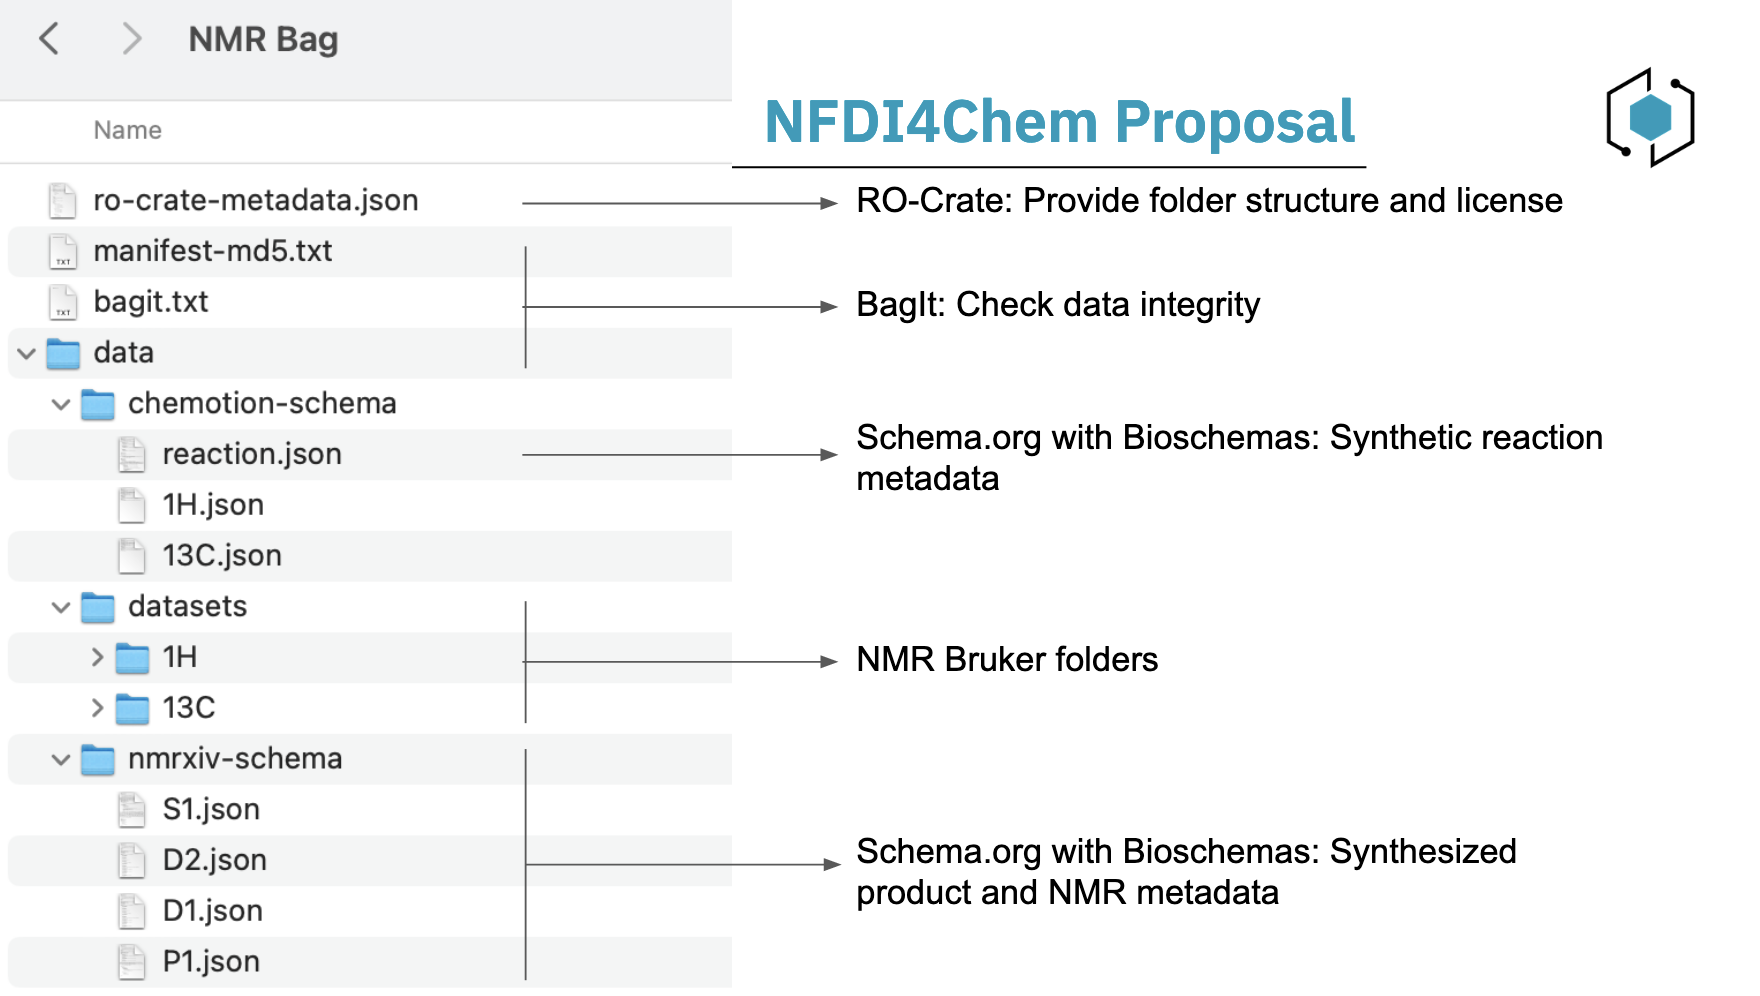 NMR Bag
Name
NFDI4Chem Proposal
ro-crate-metadata.json
RO-Crate: Provide folder structure and license
manifest-md5.txt
TXT
bagit.txt
TXT
BagIt: Check data integrity
data
chemotion-schema
reaction.json
Schema.org with Bioschemas: Synthetic reaction
metadata
1H.json
13C.json
datasets
1H
NMR Bruker folders
13C
nmrxiv-schema
S1.json
D2.json
Schema.org with Bioschemas: Synthesized
product and NMR metadata
D1.json
P1.json